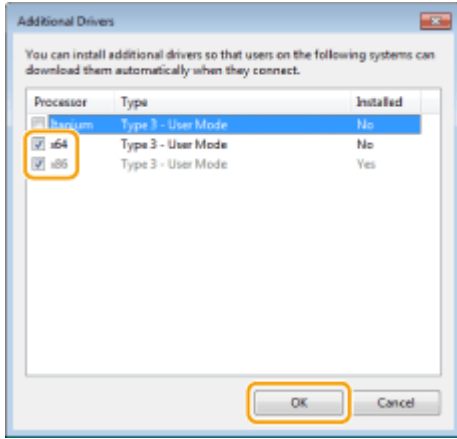 Additional Drivers
You can install additional drivers so that users on the following systems can
download them automatically when they connect.
Processor Type Installed
Itanium Type 3 - User Mode No
x64 Type 3 - User Mode No
x86 Type 3 - User Mode Yes
OK Cancel